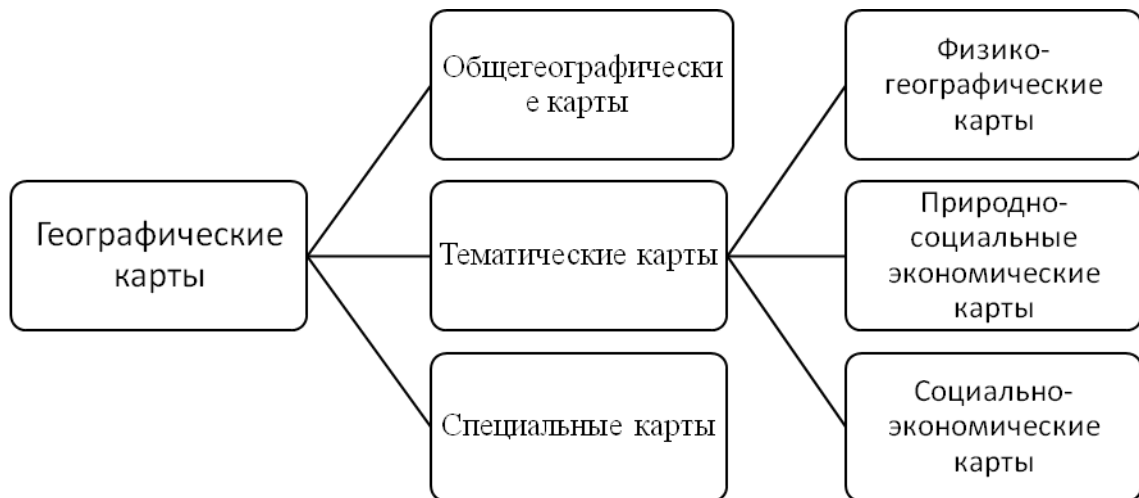 Географические
карты
Общегеографически
е карты
Тематические карты
Специальные карты
Физико-
географические
карты
Природно-
социальные
экономические
карты
Социально-
экономические
карты